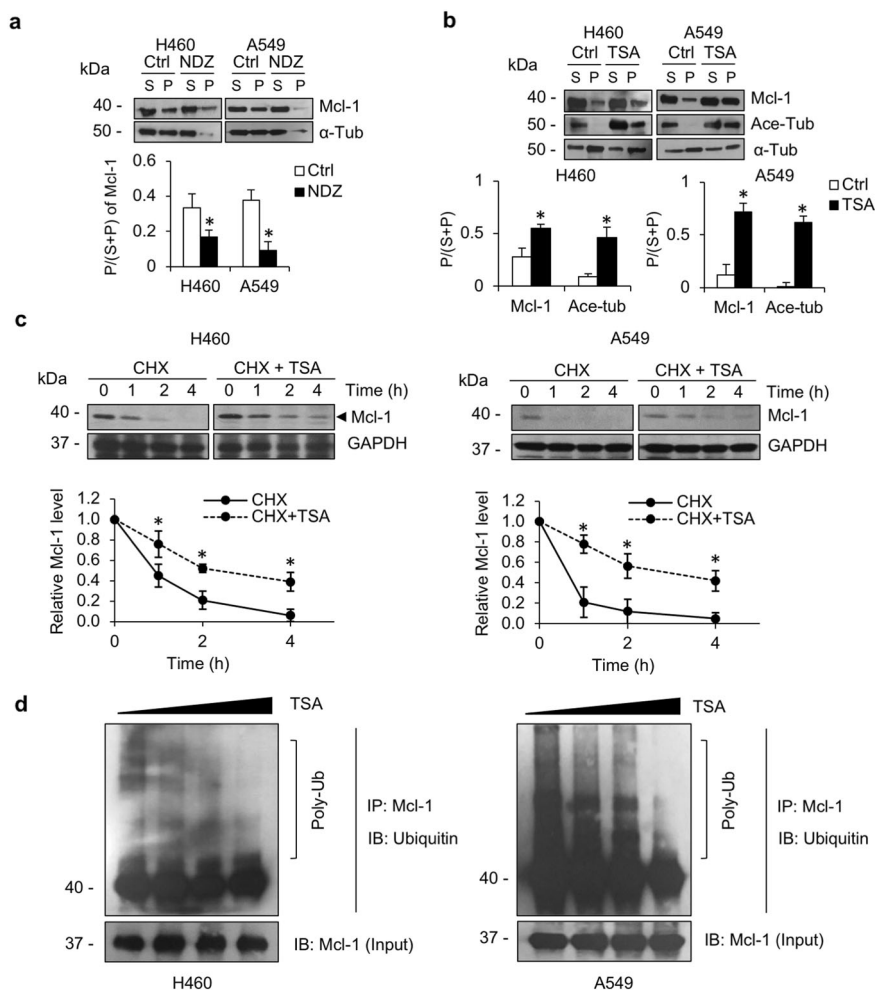 a
H460 A549
Ctrl NDZ Ctrl NDZ
kDa
S P S P S P S P
40 - Mcl-1
50 - α-Tub
P/(S+P) of Mcl-1
0.6
0.4
0.2
0
Ctrl
NDZ
* *
H460 A549
b
H460 A549
Ctrl TSA Ctrl TSA
kDa
S P S P S P S P
40 - Mcl-1
50 - Ace-Tub
50 - α-Tub
H460
P/(S+P)
1
0.5
0
* *
Mcl-1 Ace-tub
A549
P/(S+P)
1
0.5
0
* *
Mcl-1 Ace-tub
Ctrl
TSA
c
H460
CHX CHX + TSA
kDa
0 1 2 4 0 1 2 4 Time (h)
40 - Mcl-1
37 - GAPDH
Relative Mcl-1 level
1.2
1.0
0.8
0.6
0.4
0.2
0.0
CHX
CHX+TSA
* * *
0 2 4
Time (h)
A549
CHX CHX + TSA
kDa
0 1 2 4 0 1 2 4 Time (h)
40 - Mcl-1
37 - GAPDH
Relative Mcl-1 level
1.2
1.0
0.8
0.6
0.4
0.2
0.0
CHX
CHX+TSA
* * *
0 2 4
Time (h)
d
TSA
Poly-Ub
IP: Mcl-1
IB: Ubiquitin
40 -
37 - IB: Mcl-1 (Input)
H460
TSA
Poly-Ub
IP: Mcl-1
IB: Ubiquitin
40 -
37 - IB: Mcl-1 (Input)
A549